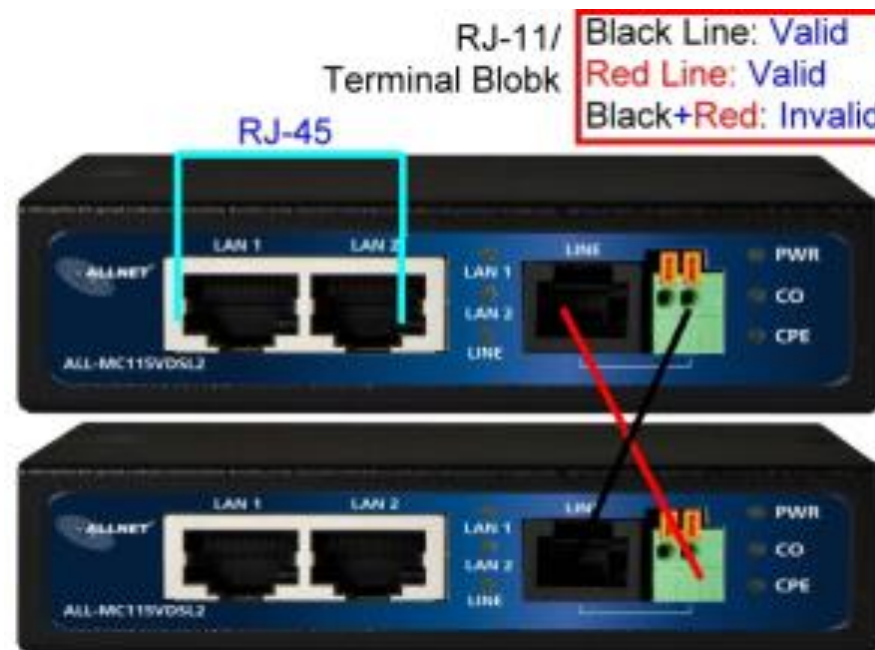 RJ-11/
Terminal Blobk
Black Line: Valid
Red Line: Valid
Black+Red: Invalid
RJ-45
LAN 1
LAN 2
LINE
ALLNET
LAN 1
LAN 2
LINE
PWR
CO
CPE
ALL-MC115VDSL2
LAN 1
LAN 2
LINE
ALLNET
LAN 1
LAN 2
LINE
PWR
CO
CPE
ALL-MC115VDSL2